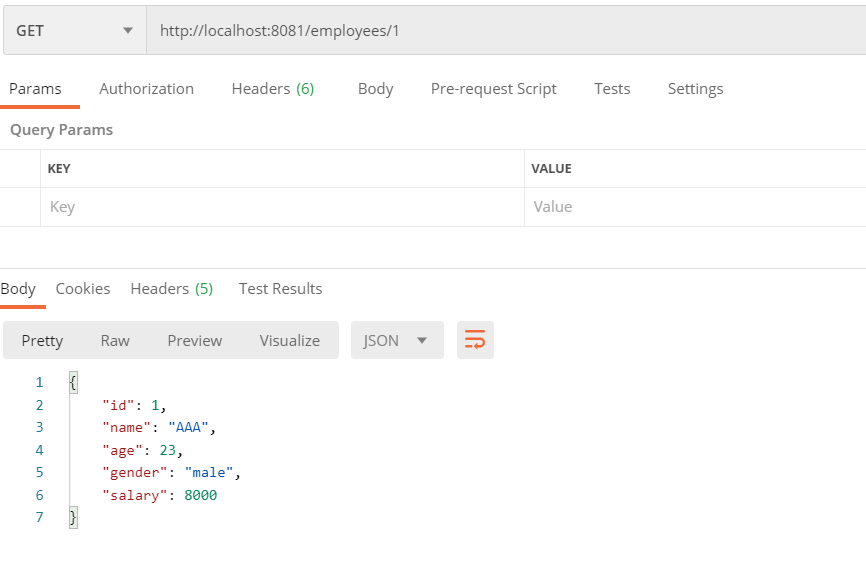 GET http://localhost:8081/employees/1
Params Authorization Headers (6) Body Pre-request Script Tests Settings
Query Params
KEY VALUE
Key Value
Body Cookies Headers (5) Test Results
Pretty Raw Preview Visualize JSON
1 {
2 "id": 1,
3 "name": "AAA",
4 "age": 23,
5 "gender": "male",
6 "salary": 8000
7 }